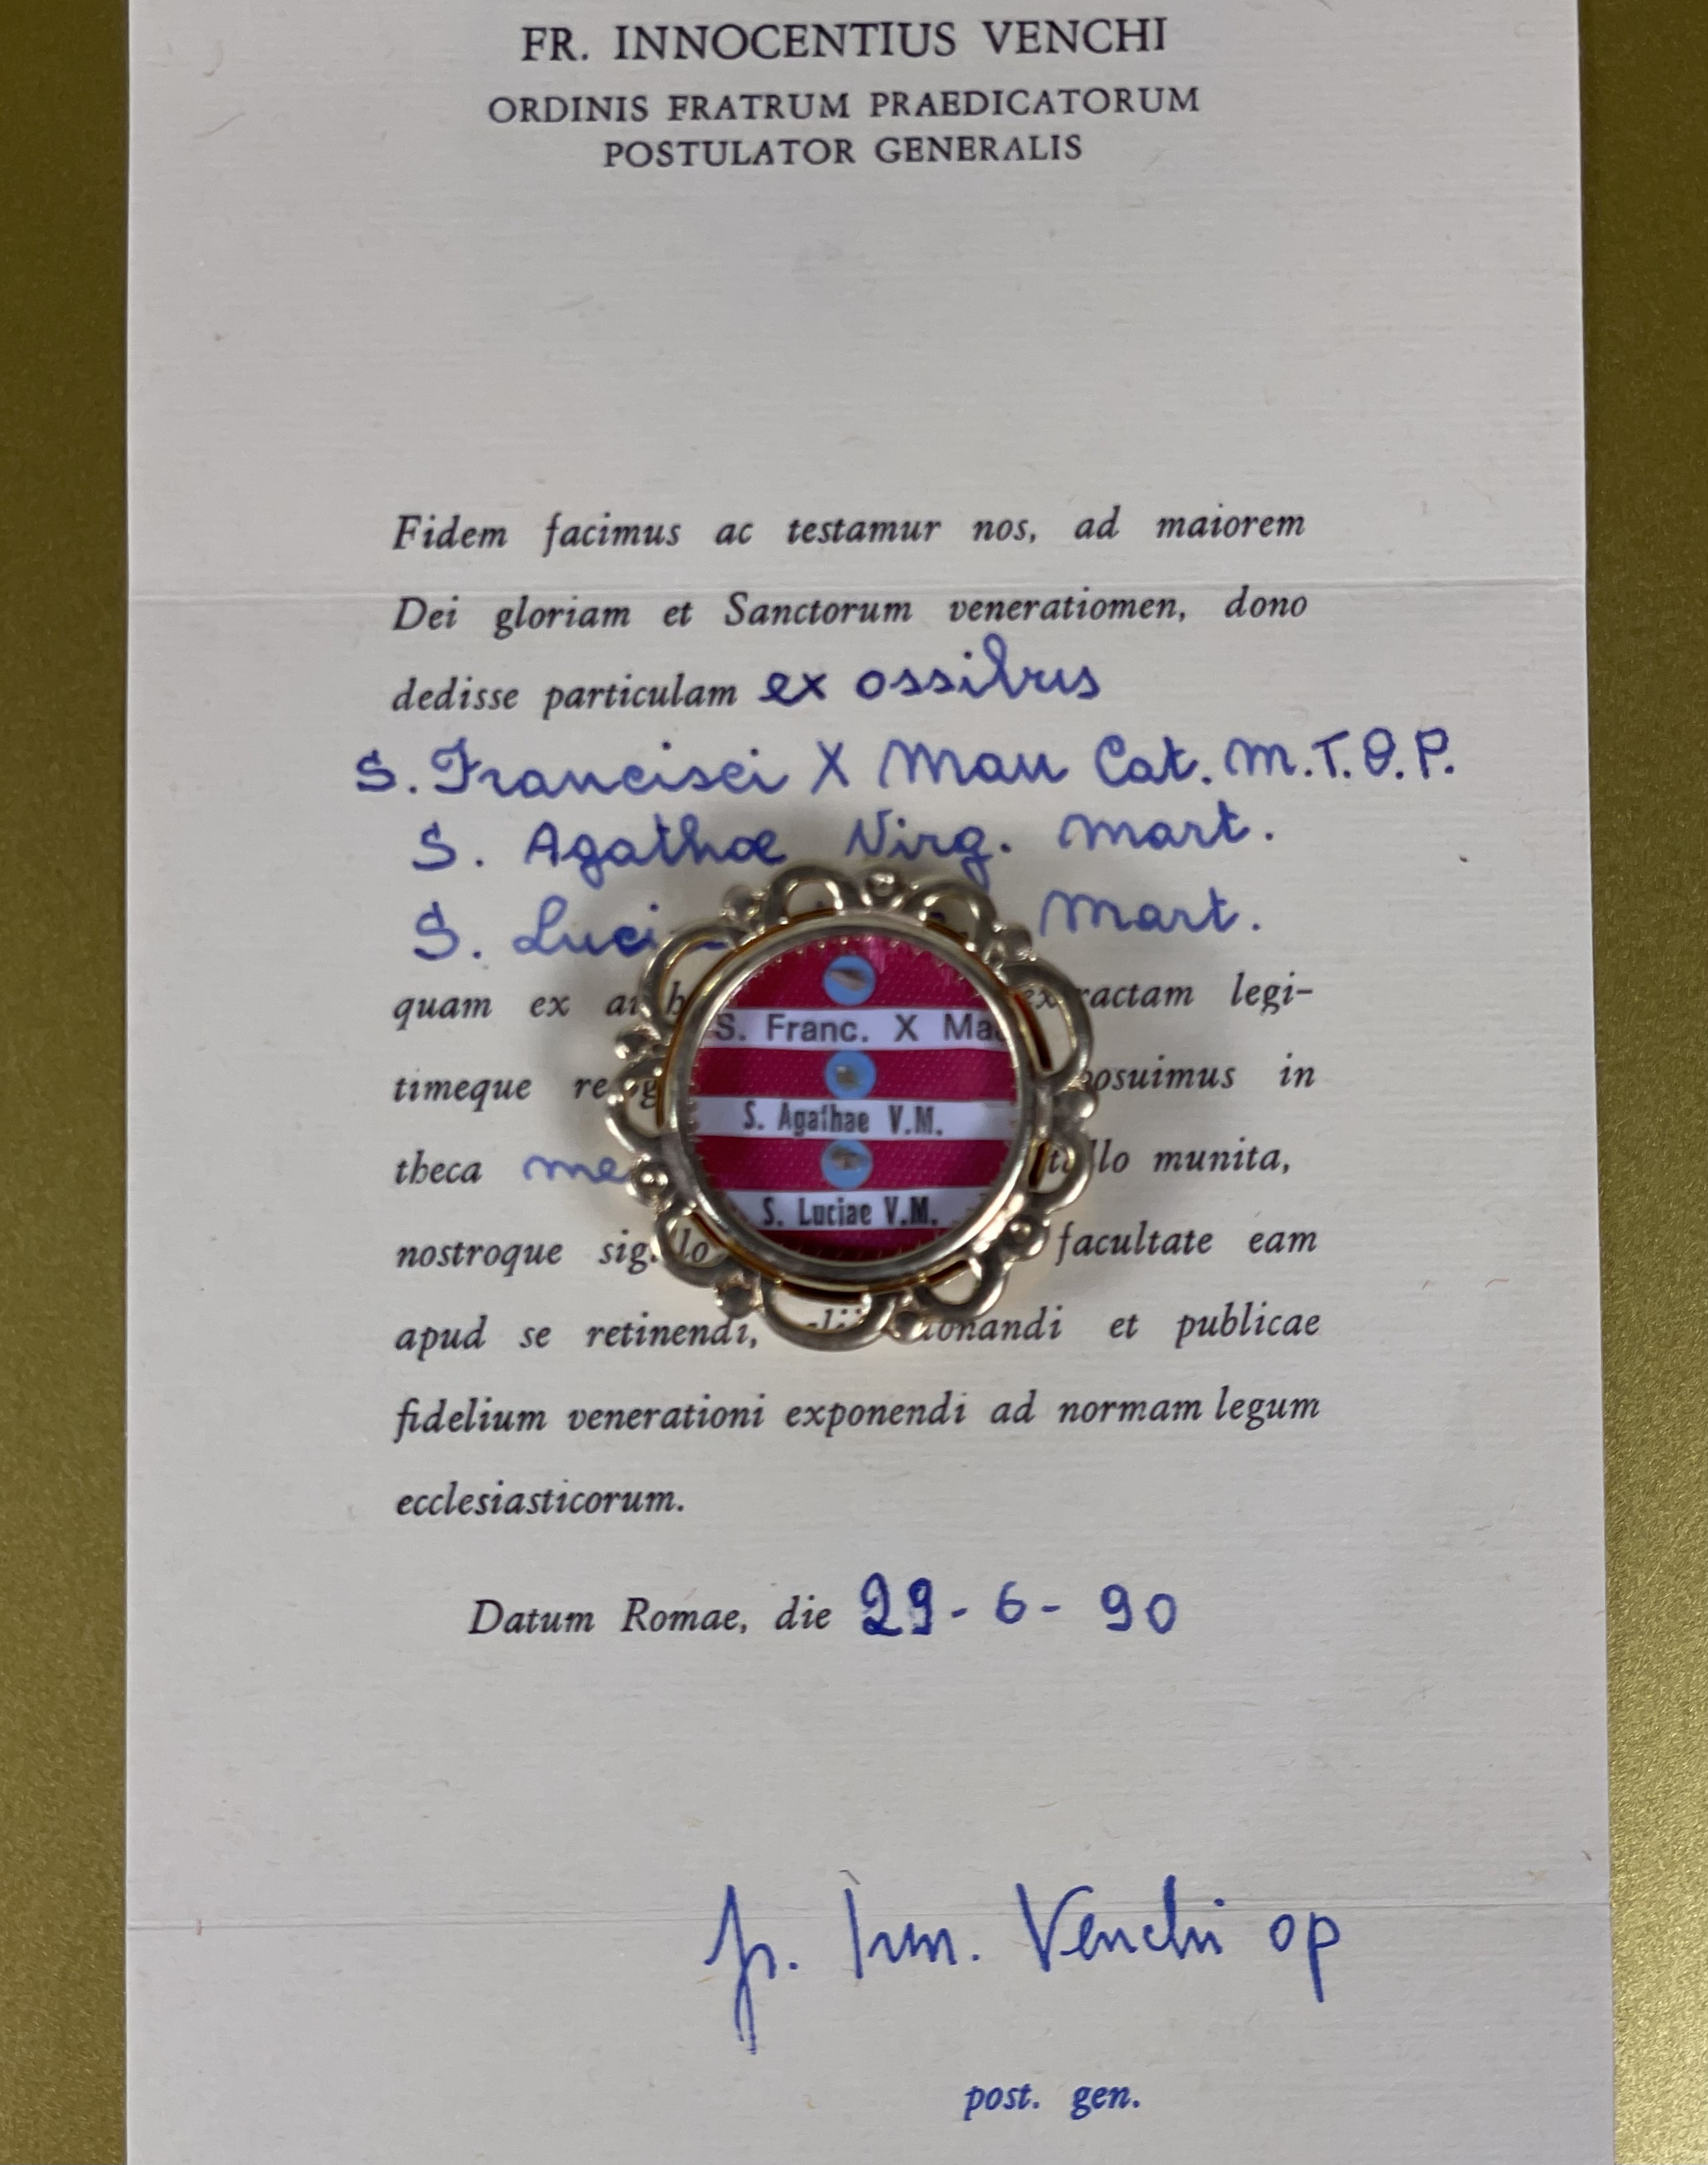 FR. INNOCENTIUS VENCHI
ORDINIS FRATRUM PRAEDICATORUM
POSTULATOR GENERALIS
Fidem facimus ac testamur nos, ad maiorem
Dei gloriam et Sanctorum veneratiomen, dono
dedisse particulam ex ossibus
S. Francisci X Mau Cat. M.T.O.P.
S. Agathae Virg. Mart.
S. Mart.
quam ex legi-
timeque in
theca munita,
nostroque facultate eam
apud se retinendi, et publicae
fidelium venerationi exponendi ad normam legum
ecclesiasticorum.
Datum Romae, die 29-6-90
fr. Inn. Venchi op
post. gen.
S. Franc. X
S. Agathae V.M.
S. Luciae V.M.